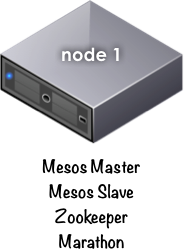 node 1
Mesos Master
Mesos Slave
Zookeeper
Marathon